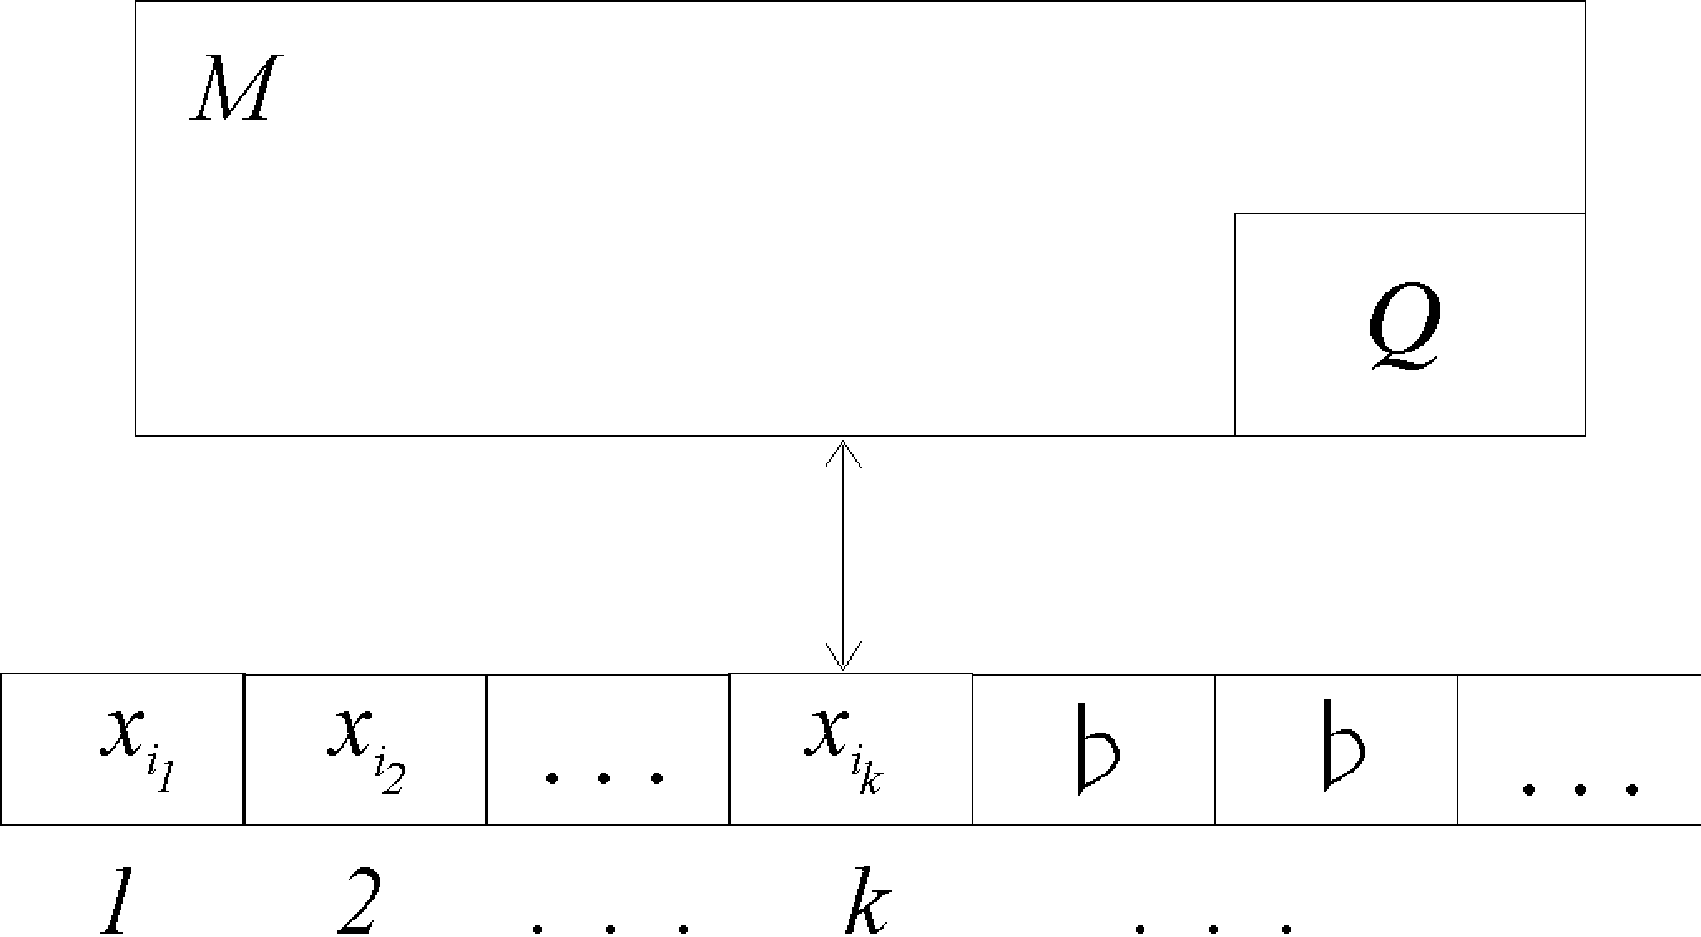 M
Q
x_{i_1} x_{i_2} . . . x_{i_k} ♭ ♭ . . .
1 2 . . . k . . .